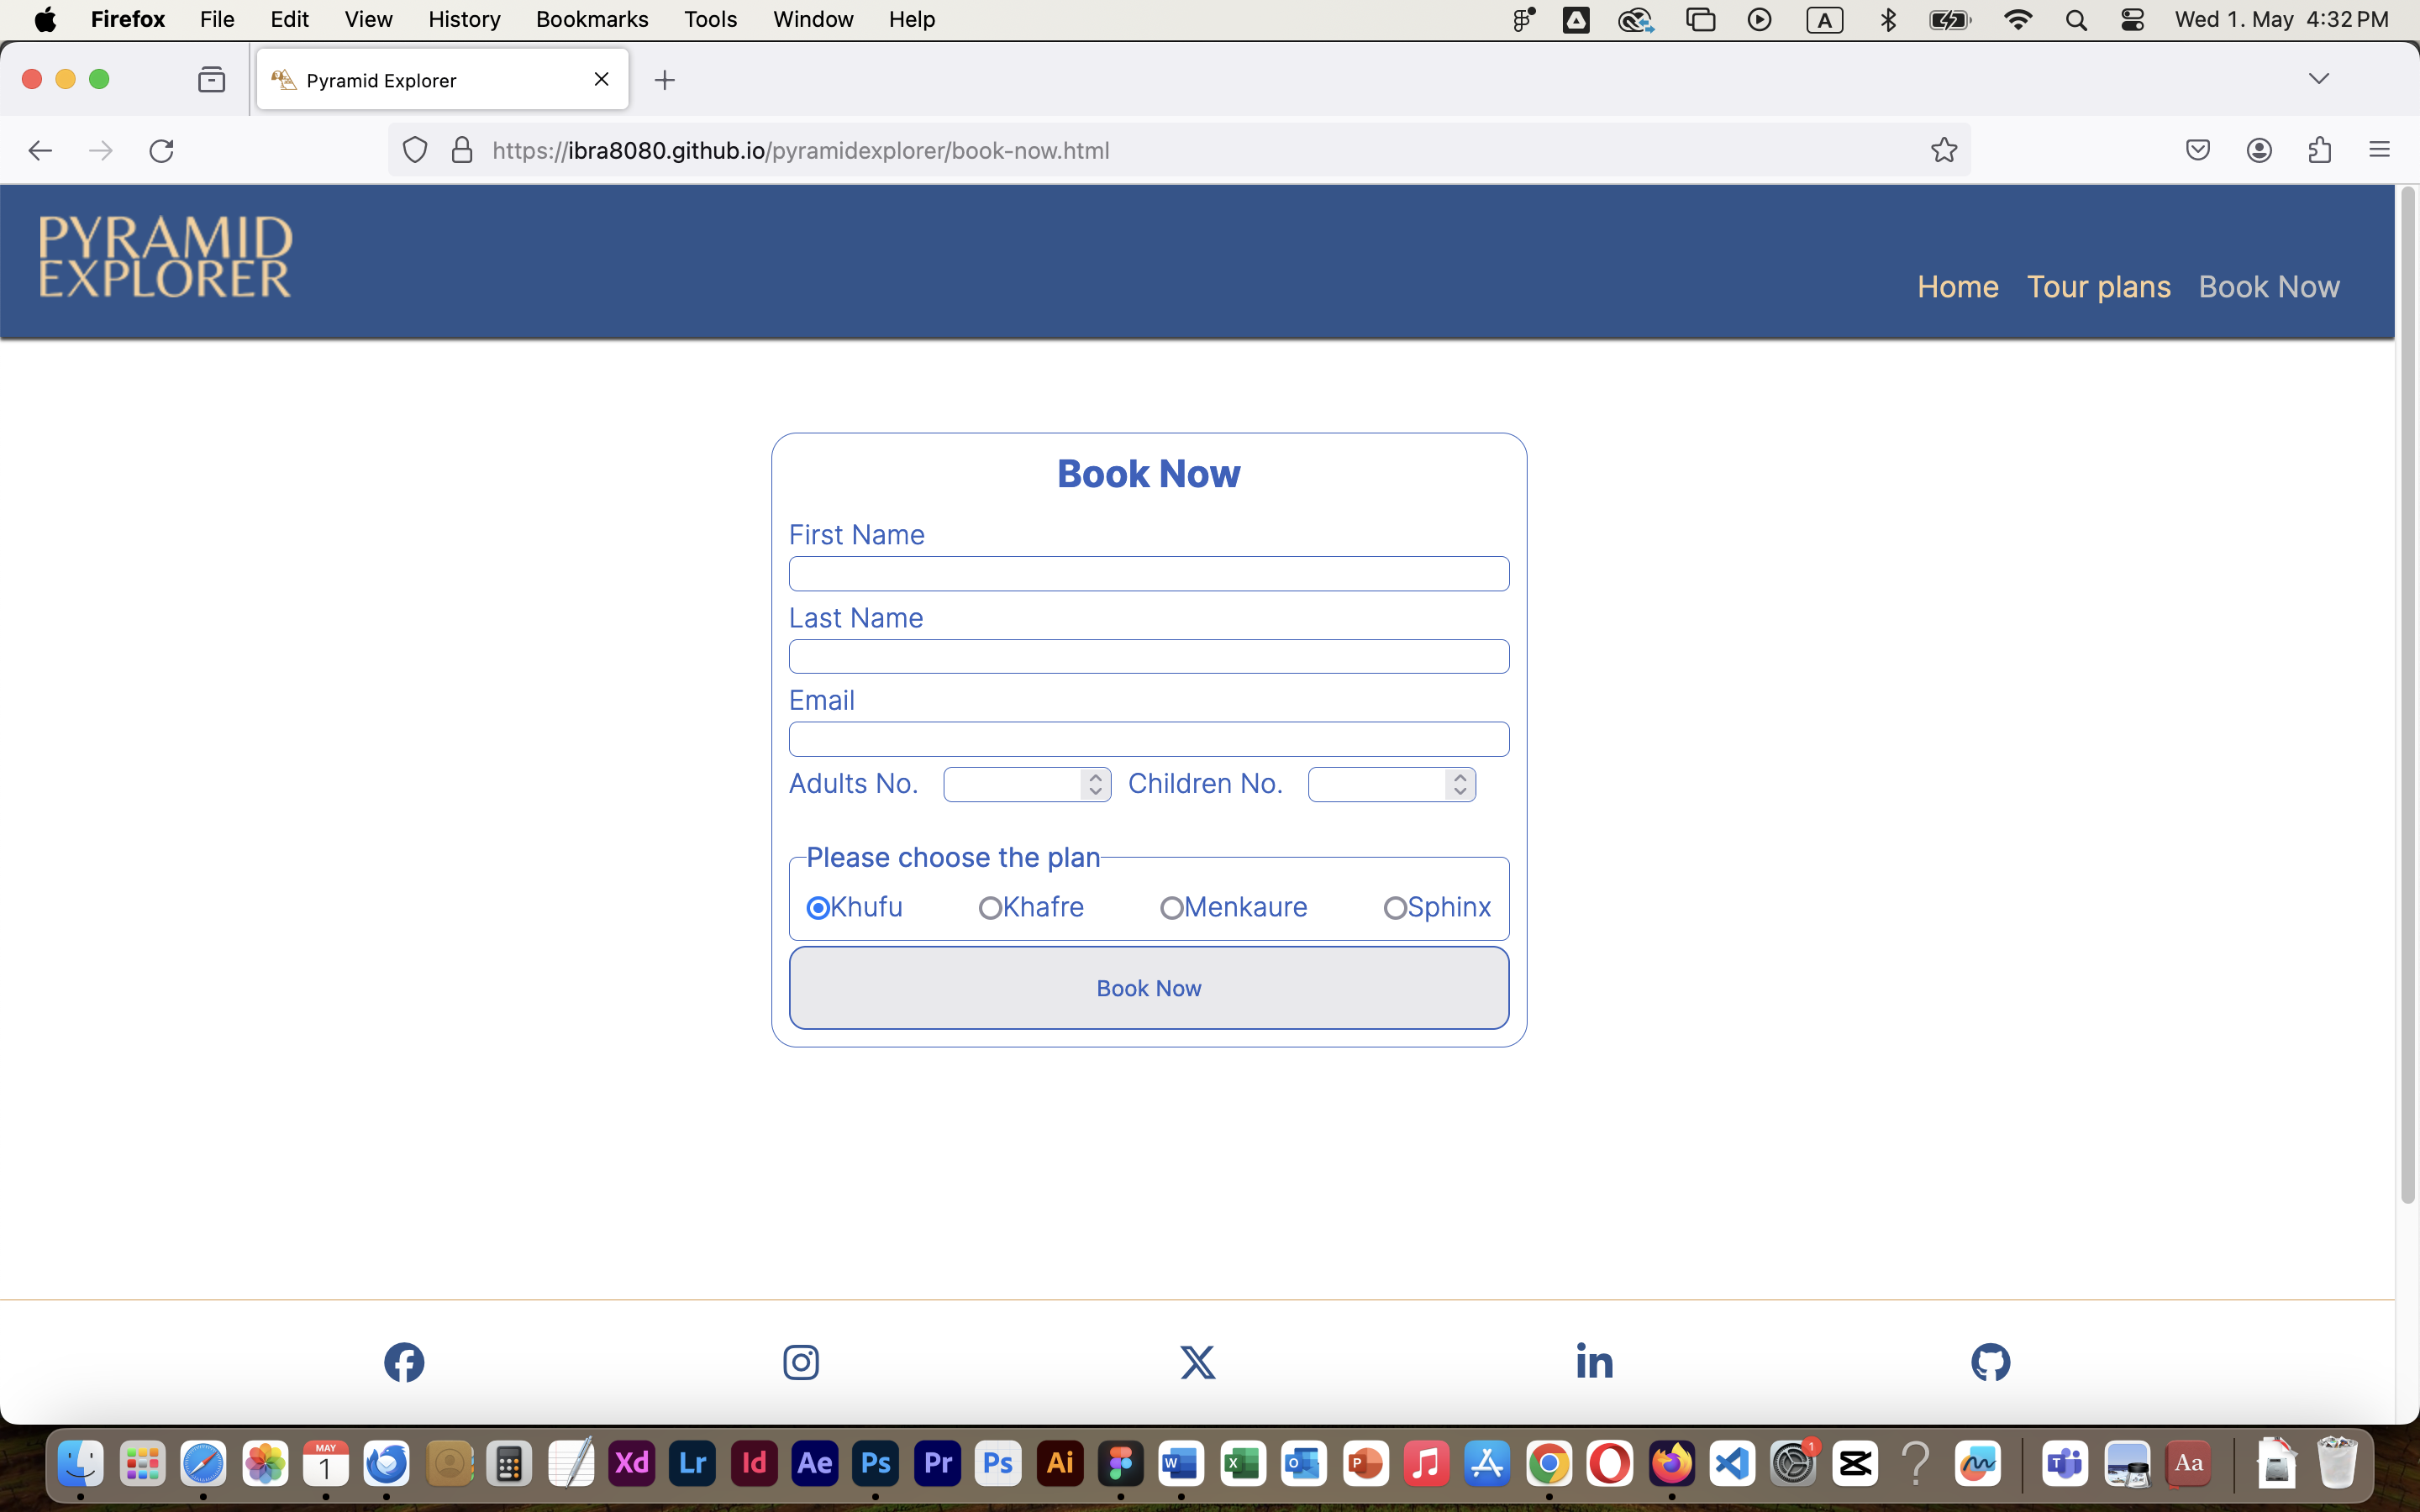 Firefox File Edit View History Bookmarks Tools Window Help A Wed 1. May 4:32 PM
Pyramid Explorer
https://ibra8080.github.io/pyramidexplorer/book-now.html
PYRAMID
EXPLORER
Home Tour plans Book Now
Book Now
First Name
Last Name
Email
Adults No. Children No.
Please choose the plan
Khufu Khafre Menkaure Sphinx
Book Now
in
MAY
1 Xd Lr Id Ae Ps Pr Ps Ai W X O P 1 T Aa